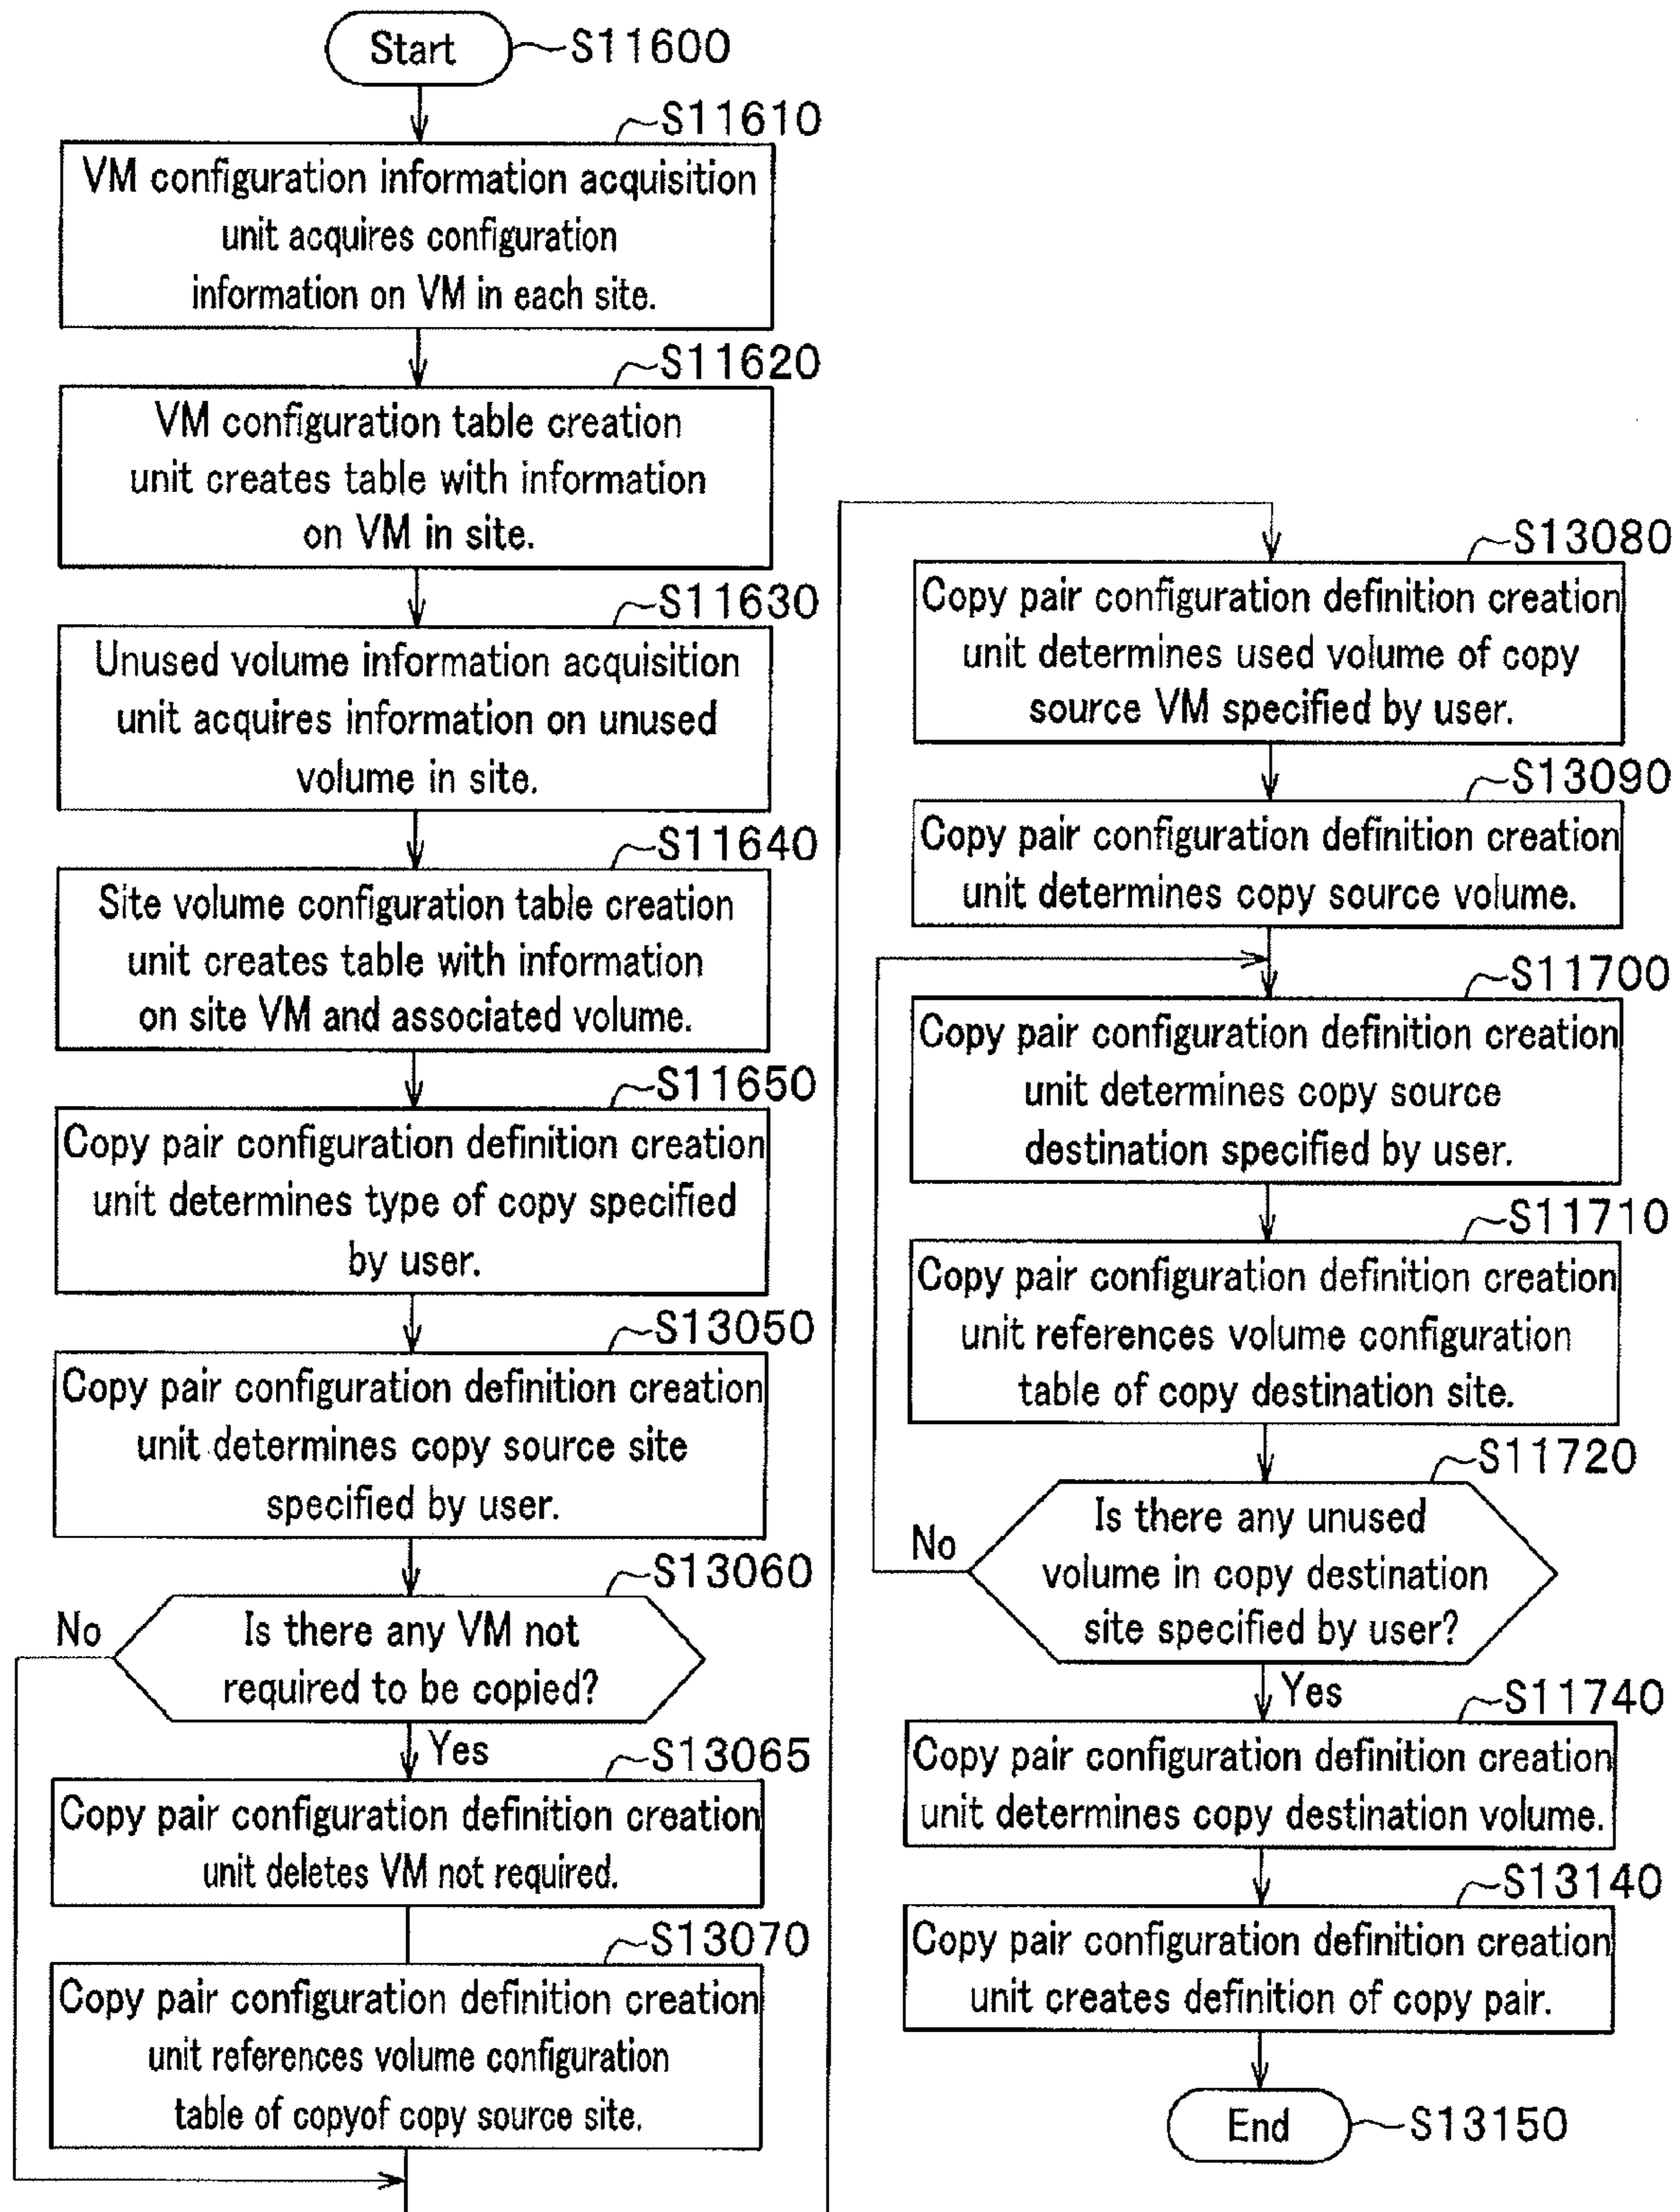 Start
S11600
S11610
VM configuration information acquisition
unit acquires configuration
information on VM in each site.
S11620
VM configuration table creation
unit creates table with information
on VM in site.
S11630
Unused volume information acquisition
unit acquires information on unused
volume in site.
S11640
Site volume configuration table creation
unit creates table with information
on site VM and associated volume.
S11650
Copy pair configuration definition creation
unit determines type of copy specified
by user.
S13050
Copy pair configuration definition creation
unit determines copy source site
specified by user.
S13060
No
Is there any VM not
required to be copied?
Yes
S13065
Copy pair configuration definition creation
unit deletes VM not required.
S13070
Copy pair configuration definition creation
unit references volume configuration
table of copyof copy source site.
S13080
Copy pair configuration definition creation
unit determines used volume of copy
source VM specified by user.
S13090
Copy pair configuration definition creation
unit determines copy source volume.
S11700
Copy pair configuration definition creation
unit determines copy source
destination specified by user.
S11710
Copy pair configuration definition creation
unit references volume configuration
table of copy destination site.
S11720
No
Is there any unused
volume in copy destination
site specified by user?
Yes
S11740
Copy pair configuration definition creation
unit determines copy destination volume.
S13140
Copy pair configuration definition creation
unit creates definition of copy pair.
End
S13150